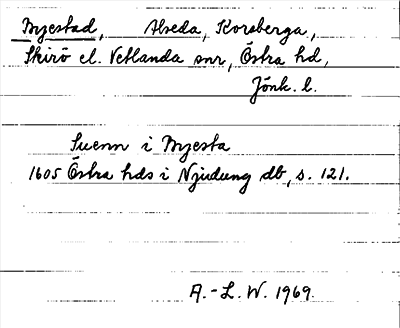 Myestad, Alseda, Korsberga,
Skirö el. Vetlanda snr, Östra hd,
Jönk. l.
Suenn i Myesta
1605 Östra hds i Njudung db, s. 121.
A.-L. W. 1969.